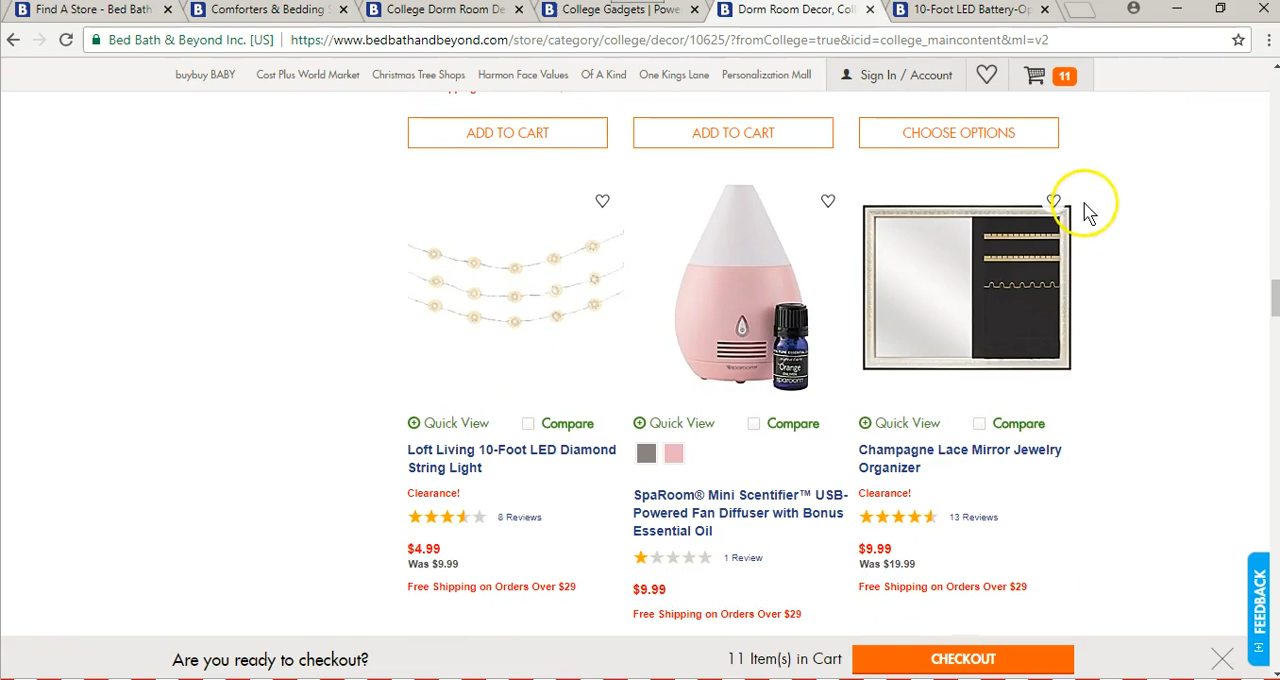 Find A Store - Bed Bath
Comforters & Bedding
College Dorm Room De
College Gadgets | Powe
Dorm Room Decor, Coll
10-Foot LED Battery-Op
Bed Bath & Beyond Inc. [US]
https://www.bedbathandbeyond.com/store/category/college/decor/10625/?fromCollege=true&icid=college_maincontent&ml=v2
buybuy BABY
Cost Plus World Market
Christmas Tree Shops
Harmon Face Values
Of A Kind
One Kings Lane
Personalization Mall
Sign In / Account
11
ADD TO CART
ADD TO CART
CHOOSE OPTIONS
Orange
sparoom
Quick View
Compare
Quick View
Compare
Quick View
Compare
Loft Living 10-Foot LED Diamond
String Light
Clearance!
8 Reviews
$4.99
Was $9.99
Free Shipping on Orders Over $29
SpaRoom® Mini Scentifier™ USB-
Powered Fan Diffuser with Bonus
Essential Oil
1 Review
$9.99
Free Shipping on Orders Over $29
Champagne Lace Mirror Jewelry
Organizer
Clearance!
13 Reviews
$9.99
Was $19.99
Free Shipping on Orders Over $29
FEEDBACK
Are you ready to checkout?
11 Item(s) in Cart
CHECKOUT